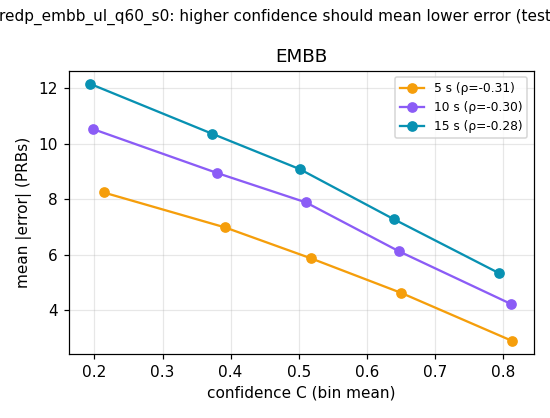 redp_embb_ul_q60_s0: higher confidence should mean lower error (test
EMBB
5 s (ρ=-0.31)
10 s (ρ=-0.30)
15 s (ρ=-0.28)
mean |error| (PRBs)
12
10
8
6
4
0.2 0.3 0.4 0.5 0.6 0.7 0.8
confidence C (bin mean)